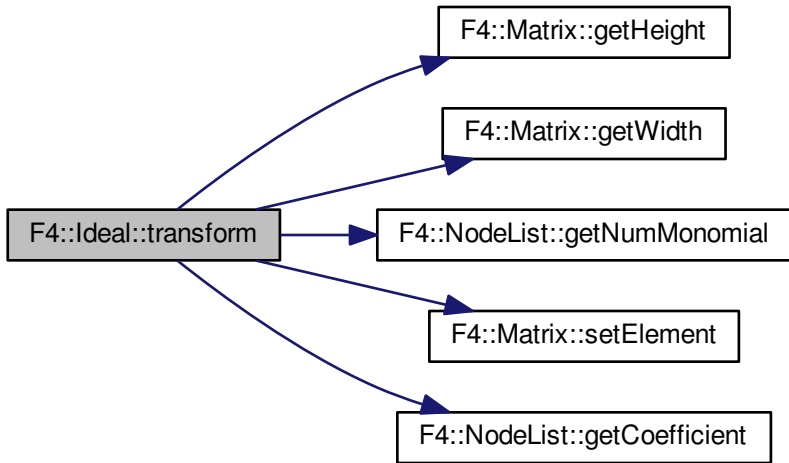 F4::Matrix::getHeight
F4::Matrix::getWidth
F4::Ideal::transform
F4::NodeList::getNumMonomial
F4::Matrix::setElement
F4::NodeList::getCoefficient